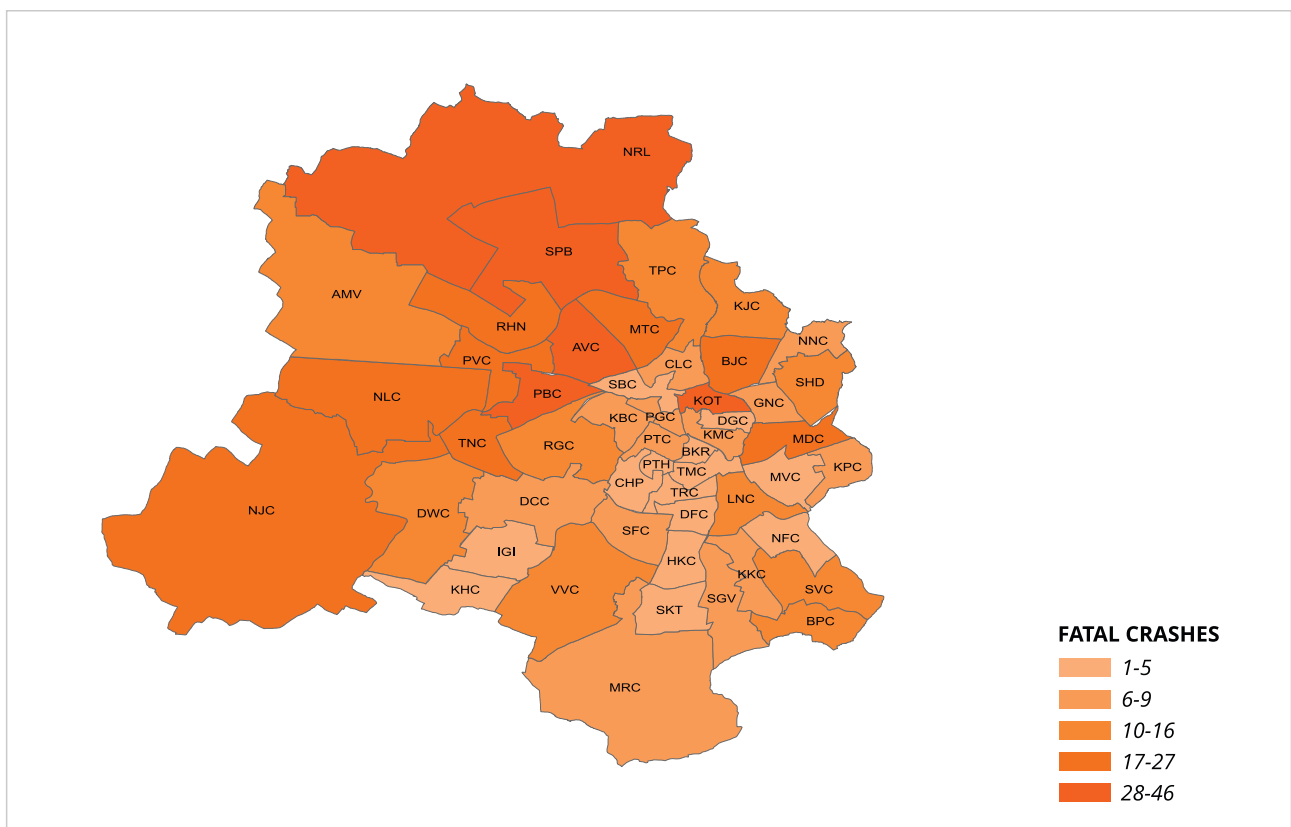 NRL
SPB
TPC
AMV
KJC
RHN
MTC
NNC
AVC
PVC
CLC
BJC
SHD
SBC
NLC
PBC
KOT
GNC
KBC
PGC
DGC
KMC
MDC
TNC
RGC
PTC
BKR
PTH
TMC
KPC
MVC
CHP
TRC
LNC
DCC
NJC
DWC
DFC
SFC
NFC
IGI
HKC
KKC
KHC
VVC
SVC
SGV
SKT
BPC
MRC
FATAL CRASHES
1-5
6-9
10-16
17-27
28-46